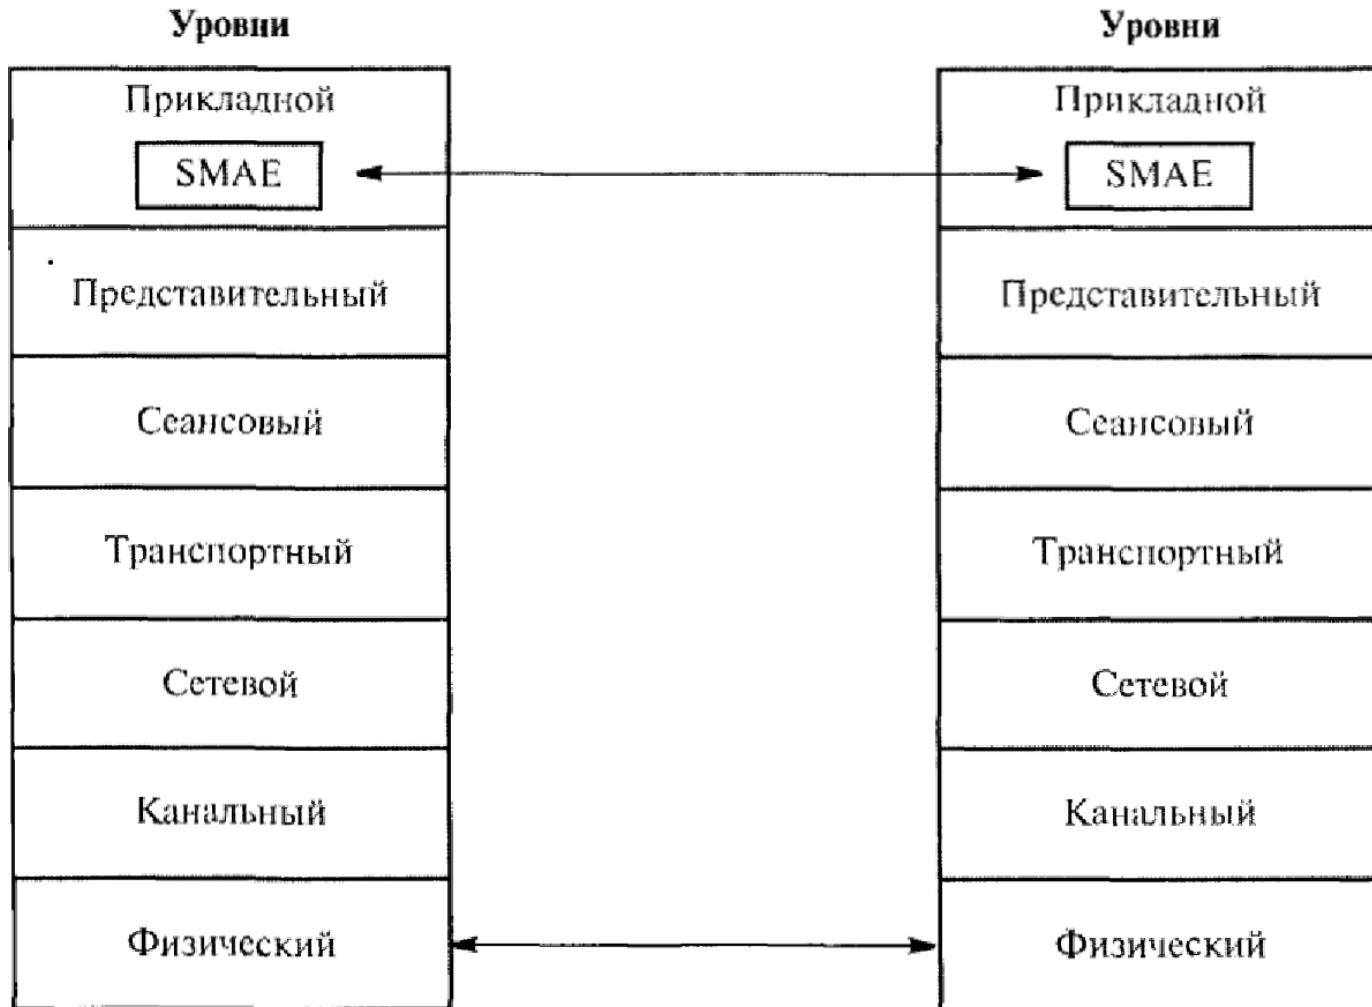 Уровни
Прикладной
SMAE
Представительный
Сеансовый
Транспортный
Сетевой
Канальный
Физический
Уровни
Прикладной
SMAE
Представительный
Сеансовый
Транспортный
Сетевой
Канальный
Физический